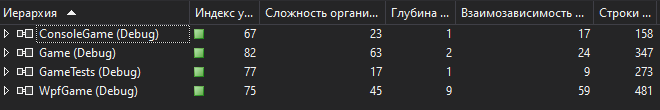 Иерархия Индекс у... Сложность органи... Глубина ... Взаимозависимость ... Строки ...
ConsoleGame (Debug) 67 23 1 17 158
Game (Debug) 82 63 2 24 347
GameTests (Debug) 77 17 1 9 273
WpfGame (Debug) 75 45 9 59 481